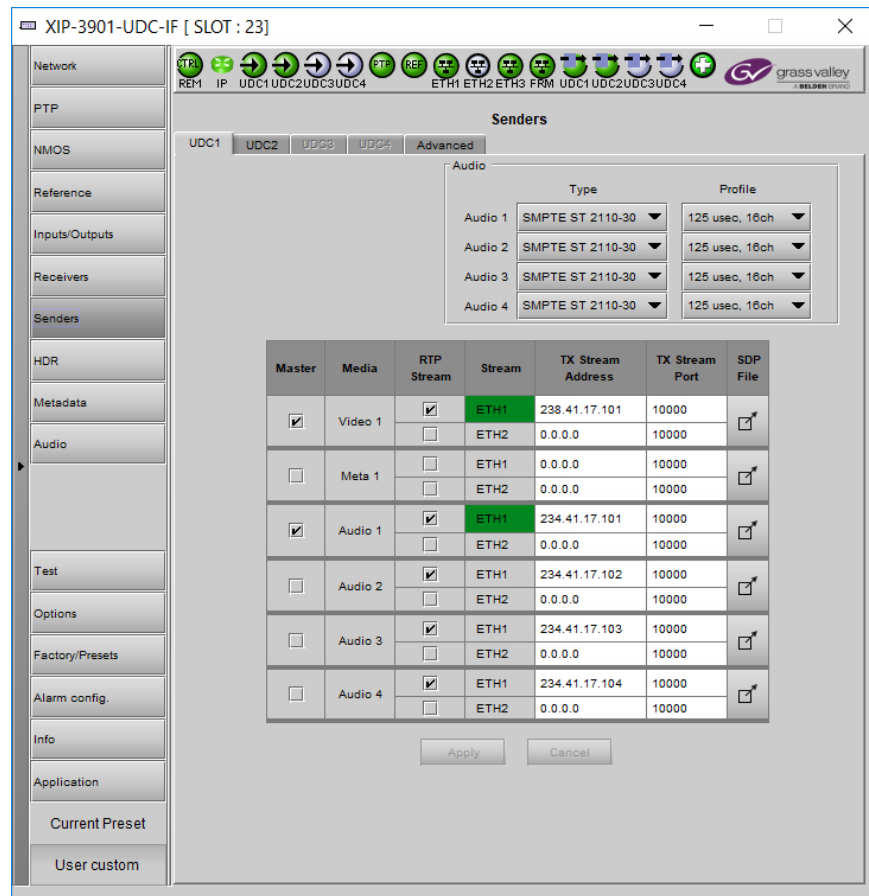 XIP-3901-UDC-IF [ SLOT : 23]
Network
PTP
NMOS
Reference
Inputs/Outputs
Receivers
Senders
HDR
Metadata
Audio
Test
Options
Factory/Presets
Alarm config.
Info
Application
Current Preset
User custom
CTRL PTP REF
REM IP UDC1 UDC2 UDC3 UDC4 ETH1 ETH2 ETH3 FRM UDC1 UDC2 UDC3 UDC4
GV grass valley
A BELDEN BRAND
Senders
UDC1 UDC2 UDC3 UDC4 Advanced
Audio
Type Profile
Audio 1 SMPTE ST 2110-30 125 usec, 16ch
Audio 2 SMPTE ST 2110-30 125 usec, 16ch
Audio 3 SMPTE ST 2110-30 125 usec, 16ch
Audio 4 SMPTE ST 2110-30 125 usec, 16ch
Master Media RTP Stream Stream TX Stream Address TX Stream Port SDP File
Video 1 ETH1 238.41.17.101 10000
ETH2 0.0.0.0 10000
Meta 1 ETH1 0.0.0.0 10000
ETH2 0.0.0.0 10000
Audio 1 ETH1 234.41.17.101 10000
ETH2 0.0.0.0 10000
Audio 2 ETH1 234.41.17.102 10000
ETH2 0.0.0.0 10000
Audio 3 ETH1 234.41.17.103 10000
ETH2 0.0.0.0 10000
Audio 4 ETH1 234.41.17.104 10000
ETH2 0.0.0.0 10000
Apply Cancel